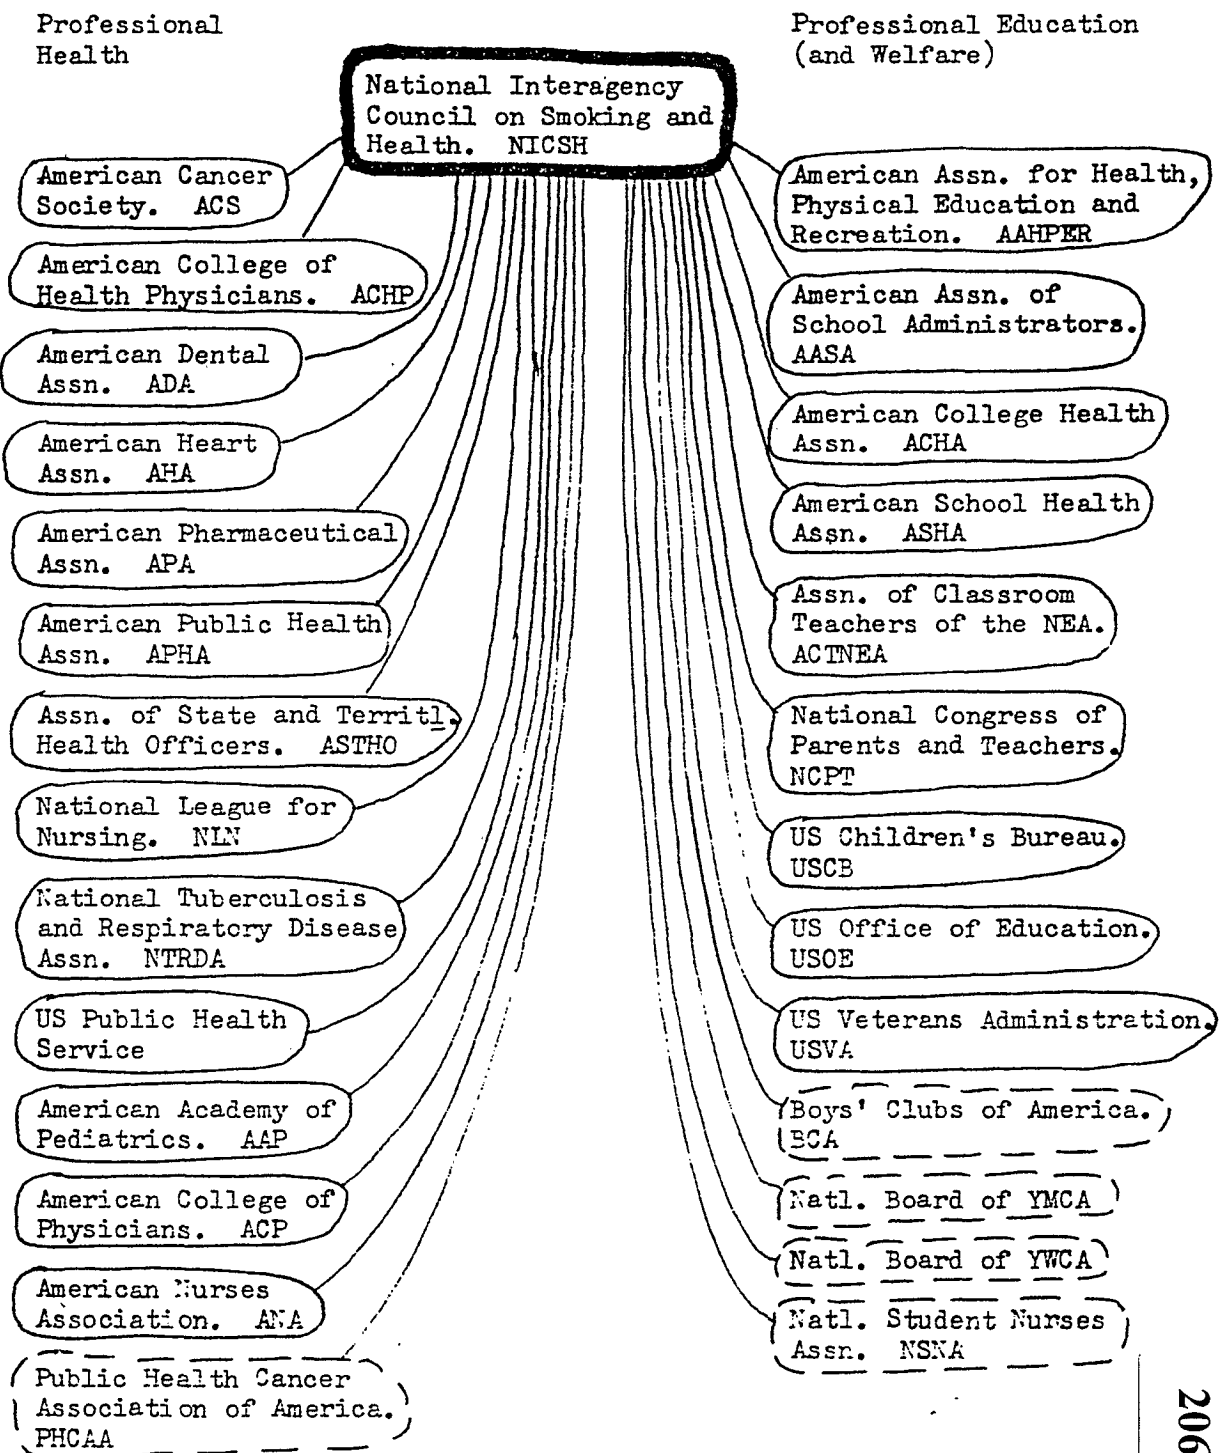 Professional
Health
Professional Education
(and Welfare)
National Interagency
Council on Smoking and
Health. NICSH
American Cancer
Society. ACS
American College of
Health Physicians. ACHP
American Dental
Assn. ADA
American Heart
Assn. AHA
American Pharmaceutical
Assn. APA
American Public Health
Assn. APHA
Assn. of State and Territl.
Health Officers. ASTHO
National League for
Nursing. NLN
National Tuberculosis
and Respiratory Disease
Assn. NTRDA
US Public Health
Service
American Academy of
Pediatrics. AAP
American College of
Physicians. ACP
American Nurses
Association. ANA
Public Health Cancer
Association of America.
PHCAA
American Assn. for Health,
Physical Education and
Recreation. AAHPER
American Assn. of
School Administrators.
AASA
American College Health
Assn. ACHA
American School Health
Assn. ASHA
Assn. of Classroom
Teachers of the NEA.
ACTNEA
National Congress of
Parents and Teachers.
NCPT
US Children's Bureau.
USCB
US Office of Education.
USOE
US Veterans Administration.
USVA
Boys' Clubs of America.
BCA
Natl. Board of YMCA
Natl. Board of YWCA
Natl. Student Nurses
Assn. NSNA
206